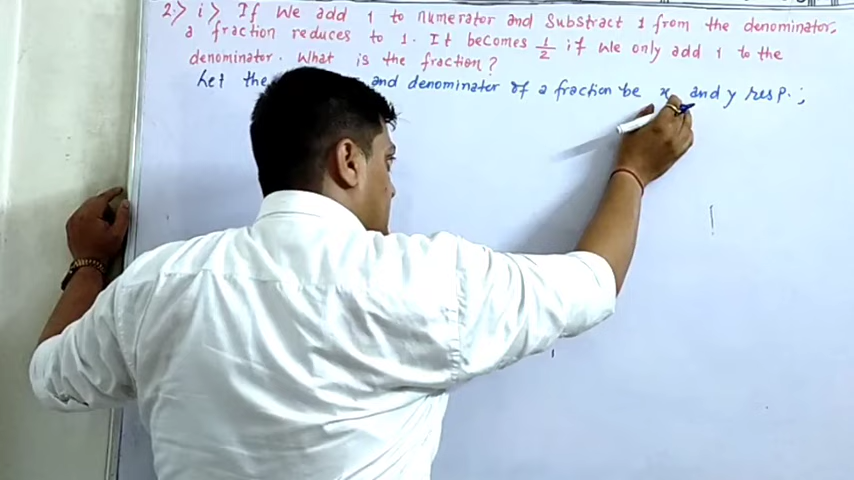 2.> i> If we add 1 to numerator and substract 1 from the denominator,
a fraction reduces to 1. It becomes 1/2 if we only add 1 to the
denominator. What is the fraction?
Let the and denominator of a fraction be x and y resp.;